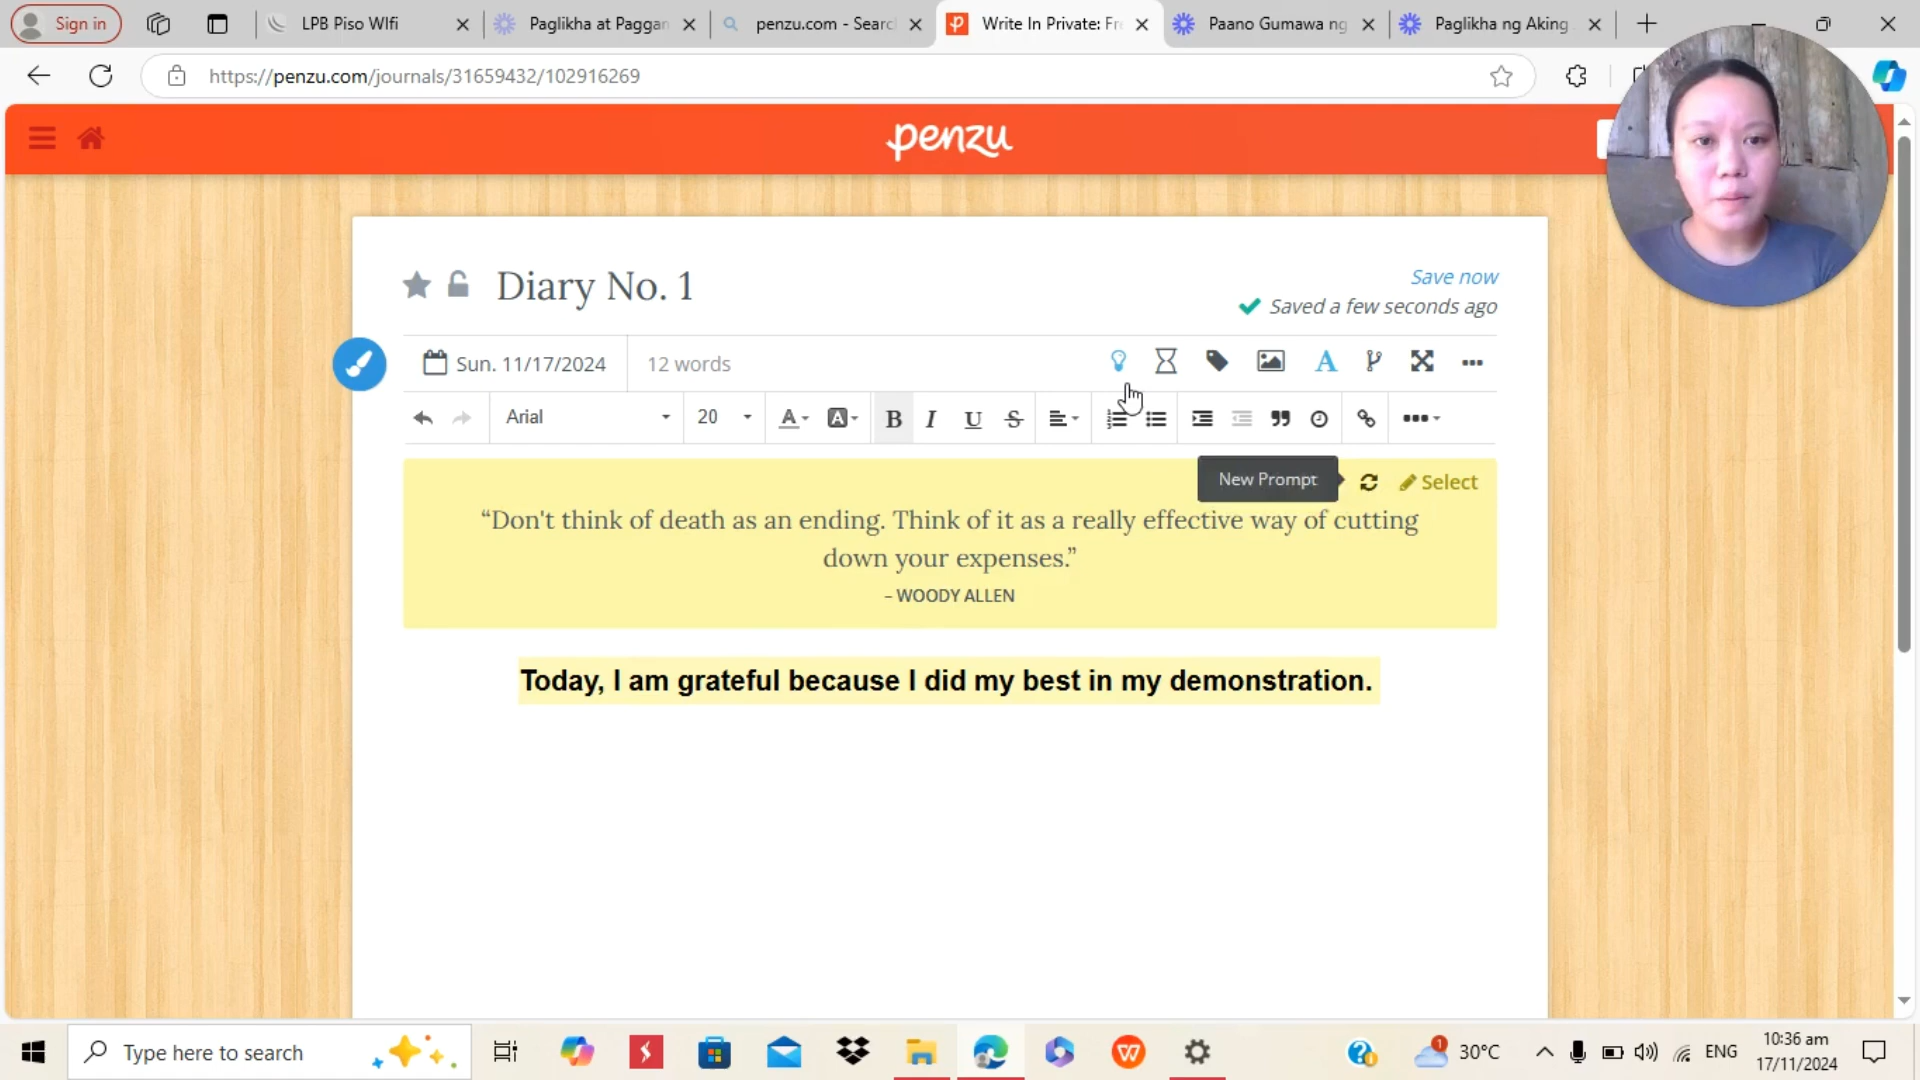 Sign in
LPB Piso WIfi
Paglikha at Paggan
penzu.com - Searc
Write In Private: Fre
Paano Gumawa ng
Paglikha ng Aking
https://penzu.com/journals/31659432/102916269
penzu
Diary No. 1
Save now
Saved a few seconds ago
Sun. 11/17/2024
12 words
Arial
20
A
A
A
B
I
U
S
New Prompt
Select
“Don't think of death as an ending. Think of it as a really effective way of cutting
down your expenses.”
– WOODY ALLEN
Today, I am grateful because I did my best in my demonstration.
Type here to search
1
30°C
ENG
10:36 am
17/11/2024